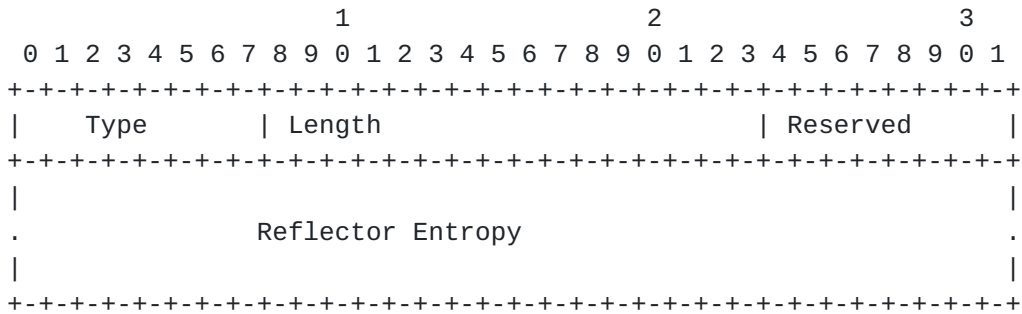 1                   2                   3
 0 1 2 3 4 5 6 7 8 9 0 1 2 3 4 5 6 7 8 9 0 1 2 3 4 5 6 7 8 9 0 1
+-+-+-+-+-+-+-+-+-+-+-+-+-+-+-+-+-+-+-+-+-+-+-+-+-+-+-+-+-+-+-+-+
|    Type       | Length                        | Reserved      |
+-+-+-+-+-+-+-+-+-+-+-+-+-+-+-+-+-+-+-+-+-+-+-+-+-+-+-+-+-+-+-+-+
|                                                               |
.               Reflector Entropy                               .
|                                                               |
+-+-+-+-+-+-+-+-+-+-+-+-+-+-+-+-+-+-+-+-+-+-+-+-+-+-+-+-+-+-+-+-+